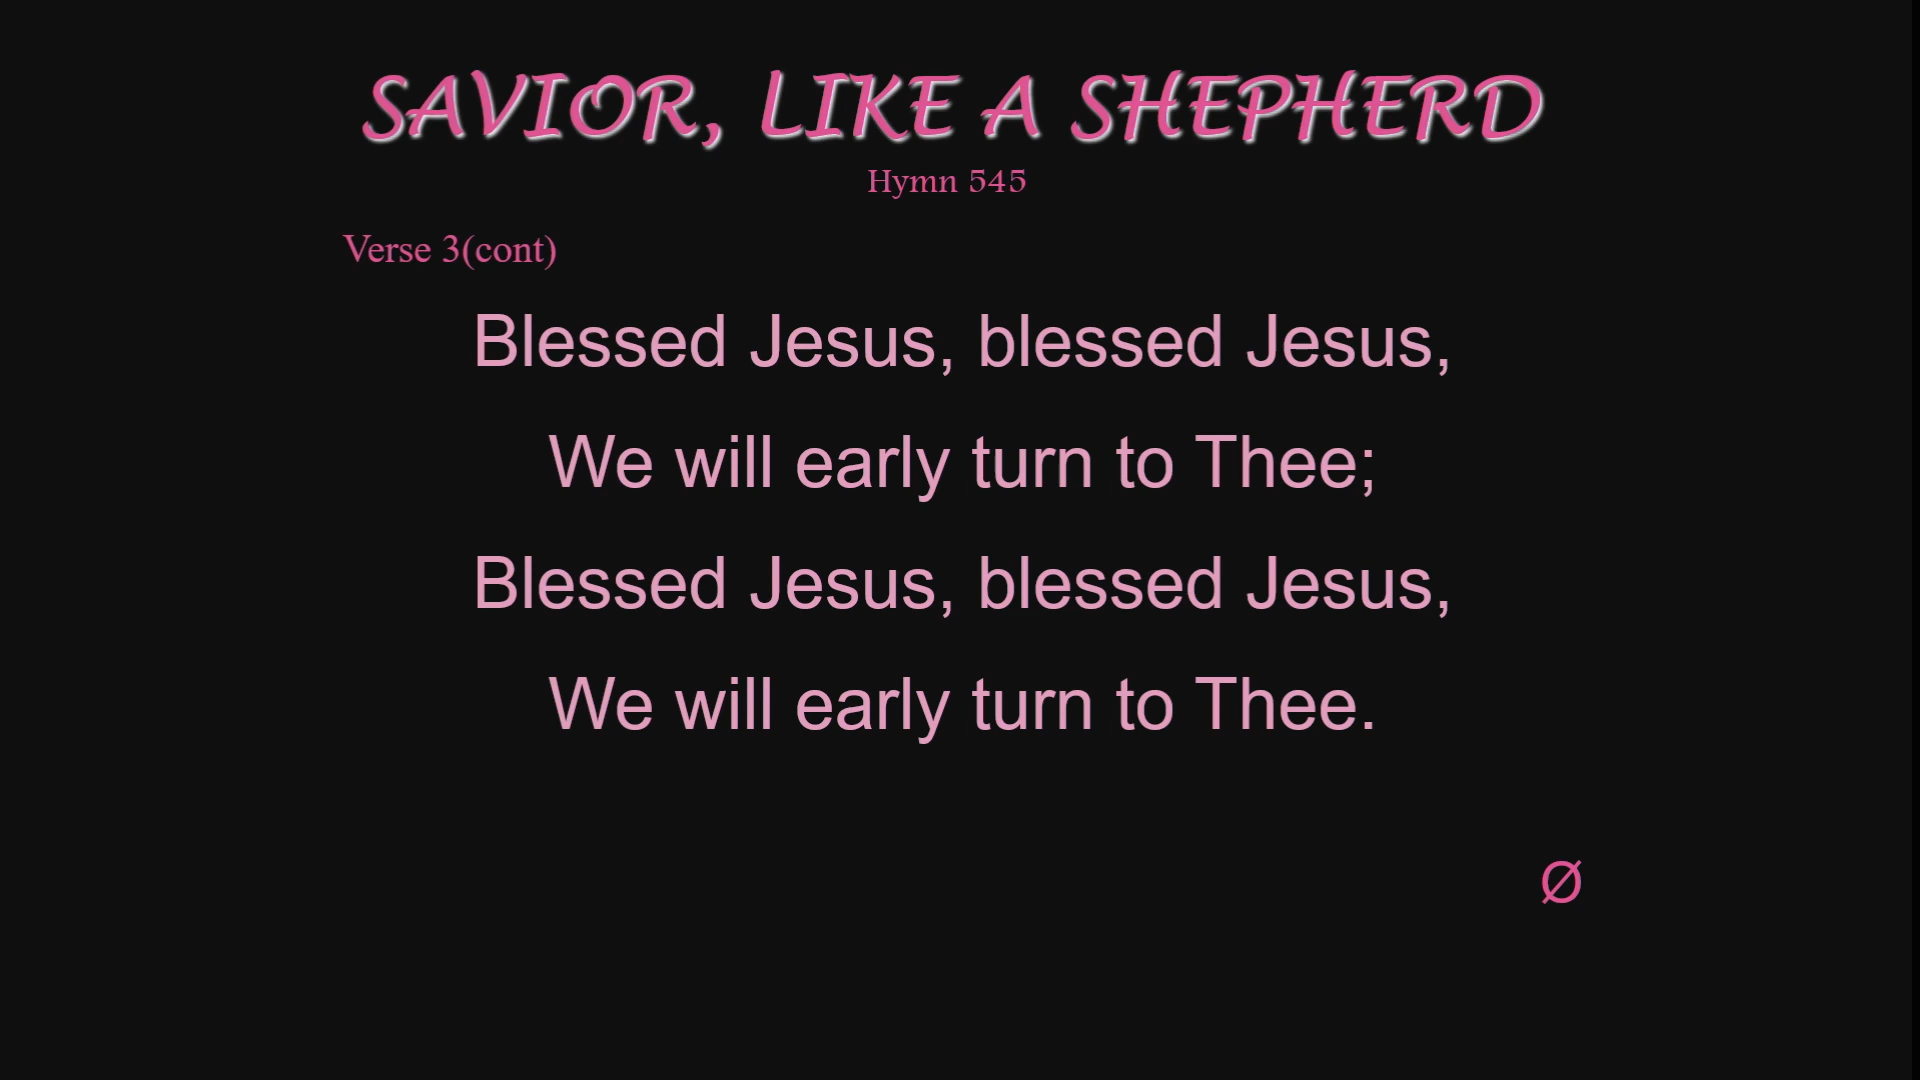 SAVIOR, LIKE A SHEPHERD
Hymn 545
Verse 3(cont)
Blessed Jesus, blessed Jesus,
We will early turn to Thee;
Blessed Jesus, blessed Jesus,
We will early turn to Thee.
Ø